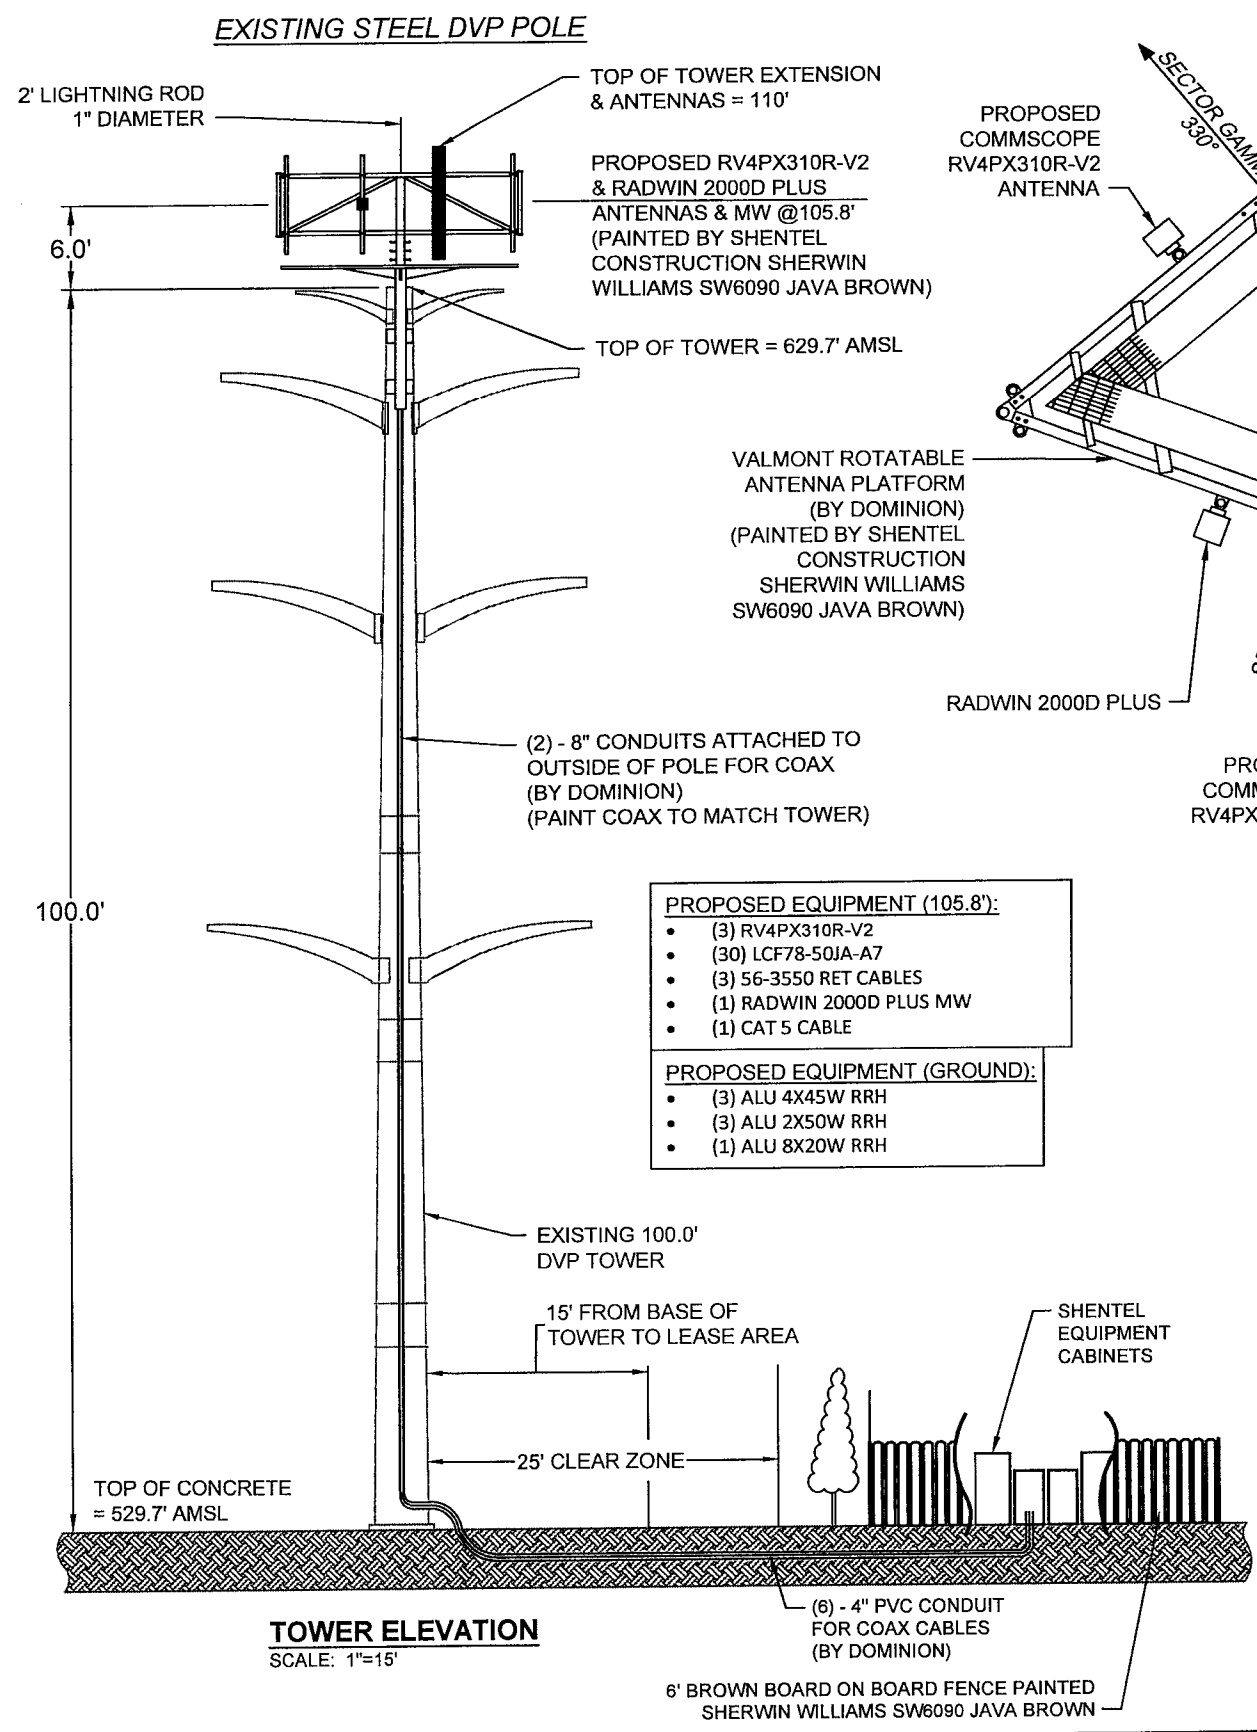 EXISTING STEEL DVP POLE
2' LIGHTNING ROD
1" DIAMETER
TOP OF TOWER EXTENSION
& ANTENNAS = 110'
PROPOSED RV4PX310R-V2
& RADWIN 2000D PLUS
ANTENNAS & MW @105.8'
(PAINTED BY SHENTEL
CONSTRUCTION SHERWIN
WILLIAMS SW6090 JAVA BROWN)
6.0'
TOP OF TOWER = 629.7' AMSL
PROPOSED
COMMSCOPE
RV4PX310R-V2
ANTENNA
SECTOR GAMM
330°
VALMONT ROTATABLE
ANTENNA PLATFORM
(BY DOMINION)
(PAINTED BY SHENTEL
CONSTRUCTION
SHERWIN WILLIAMS
SW6090 JAVA BROWN)
RADWIN 2000D PLUS
(2) - 8" CONDUITS ATTACHED TO
OUTSIDE OF POLE FOR COAX
(BY DOMINION)
(PAINT COAX TO MATCH TOWER)
PRO
COMM
RV4PX
100.0'
PROPOSED EQUIPMENT (105.8'):
• (3) RV4PX310R-V2
• (30) LCF78-50JA-A7
• (3) 56-3550 RET CABLES
• (1) RADWIN 2000D PLUS MW
• (1) CAT 5 CABLE
PROPOSED EQUIPMENT (GROUND):
• (3) ALU 4X45W RRH
• (3) ALU 2X50W RRH
• (1) ALU 8X20W RRH
EXISTING 100.0'
DVP TOWER
15' FROM BASE OF
TOWER TO LEASE AREA
SHENTEL
EQUIPMENT
CABINETS
25' CLEAR ZONE
TOP OF CONCRETE
= 529.7' AMSL
(6) - 4" PVC CONDUIT
FOR COAX CABLES
(BY DOMINION)
TOWER ELEVATION
SCALE: 1"=15'
6' BROWN BOARD ON BOARD FENCE PAINTED
SHERWIN WILLIAMS SW6090 JAVA BROWN